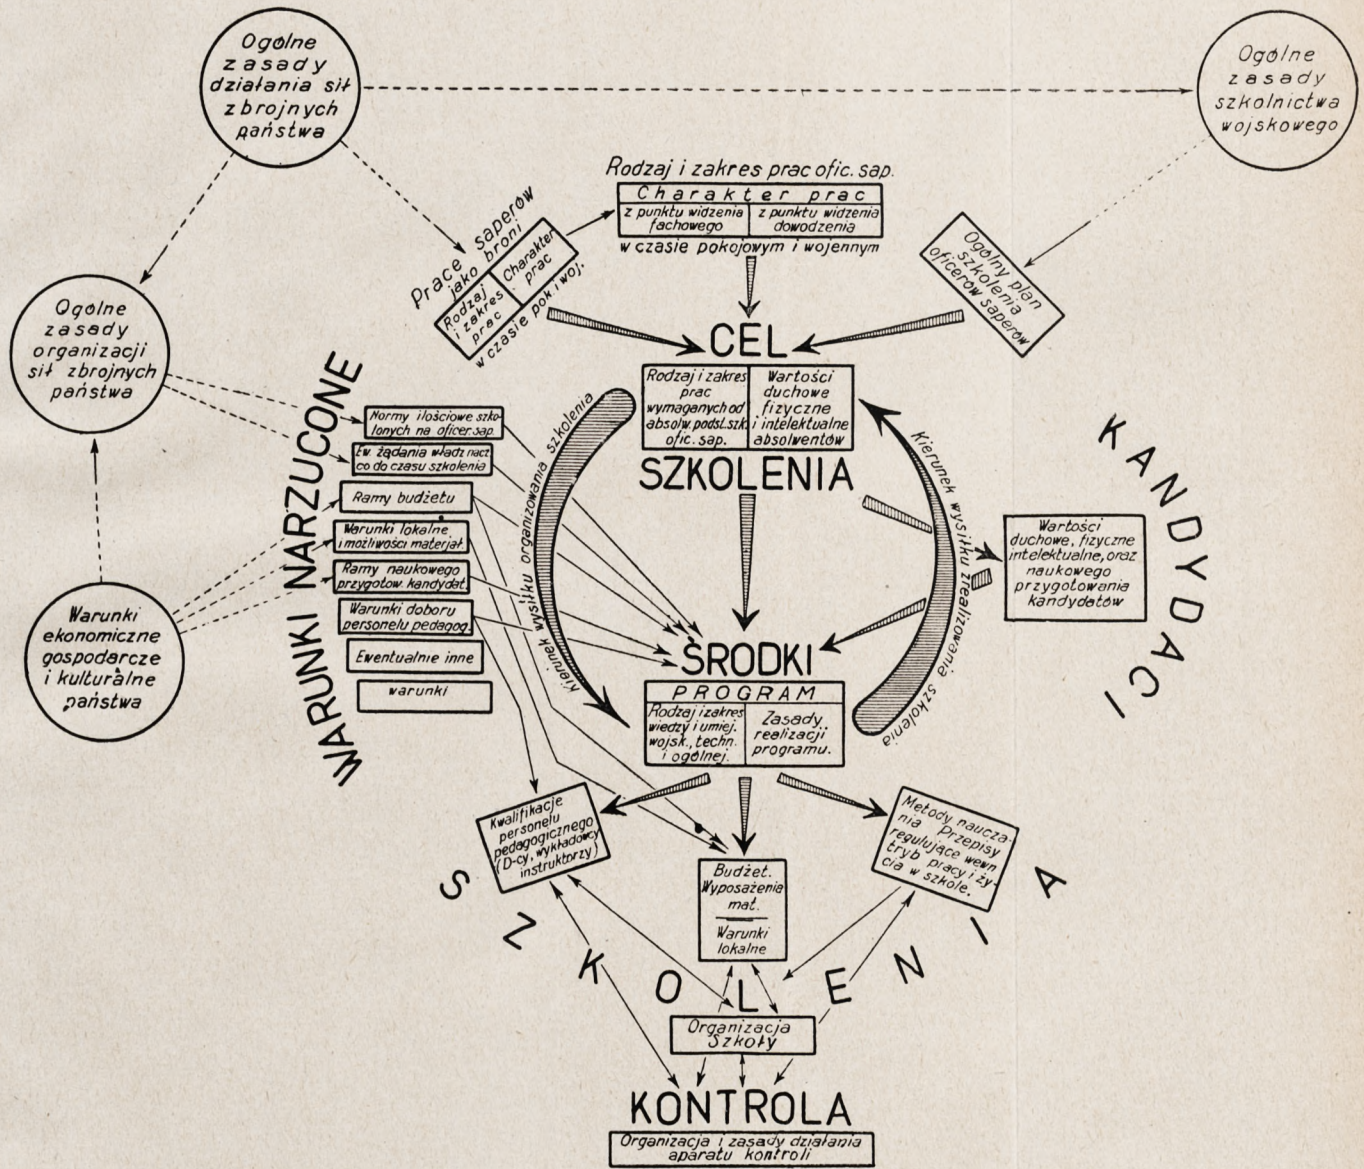 Ogólne
zasady
działania sił
zbrojnych
państwa
Ogólne
zasady
szkolnictwa
wojskowego
Rodzaj i zakres prac ofic. sap.
Charakter prac
z punktu widzenia
fachowego
z punktu widzenia
dowodzenia
w czasie pokojowym i wojennym
Prace saperów
jako broni
Rodzaj
i zakres
prac
Charakter
prac
w czasie pok. i woj.
Ogólny plan
szkolenia
oficerów saperów
Ogólne
zasady
organizacji
sił zbrojnych
państwa
CEL
Rodzaj i zakres
prac
wymaganych od
absolw. podst. szk.
ofic. sap.
Wartości
duchowe
fizyczne
i intelektualne
absolwentów
SZKOLENIA
WARUNKI NARZUCONE
Normy ilościowe szko-
lonych na oficer. sap.
Ew. żądania władz nacz
co do czasu szkolenia
Ramy budżetu
Warunki lokalne
i możliwości materjał.
Ramy naukowego
przygotow. kandydat.
Warunki doboru
personelu pedagog.
Ewentualnie inne
warunki
Kierunek wysiłku organizowania szkolenia
Kierunek wysiłku zrealizowania szkolenia
KANDYDACI
Wartości
duchowe, fizyczne
intelektualne, oraz
naukowego
przygotowania
kandydatów
Warunki
ekonomiczne
gospodarcze
i kulturalne
państwa
ŚRODKI
PROGRAM
Rodzaj i zakres
wiedzy i umiej.
wojsk., techn.
i ogólnej.
Zasady
realizacji
programu.
Kwalifikacje
personelu
pedagogicznego
(D-cy, wykładowcy
instruktorzy)
Budżet.
Wyposażenia
mat.
Warunki
lokalne
Metody naucza-
nia Przepisy
regulujące wewn
tryb pracy i ży-
cia w szkole.
SZKOLENIA
Organizacja
Szkoły
KONTROLA
Organizacja i zasady działania
aparatu kontroli